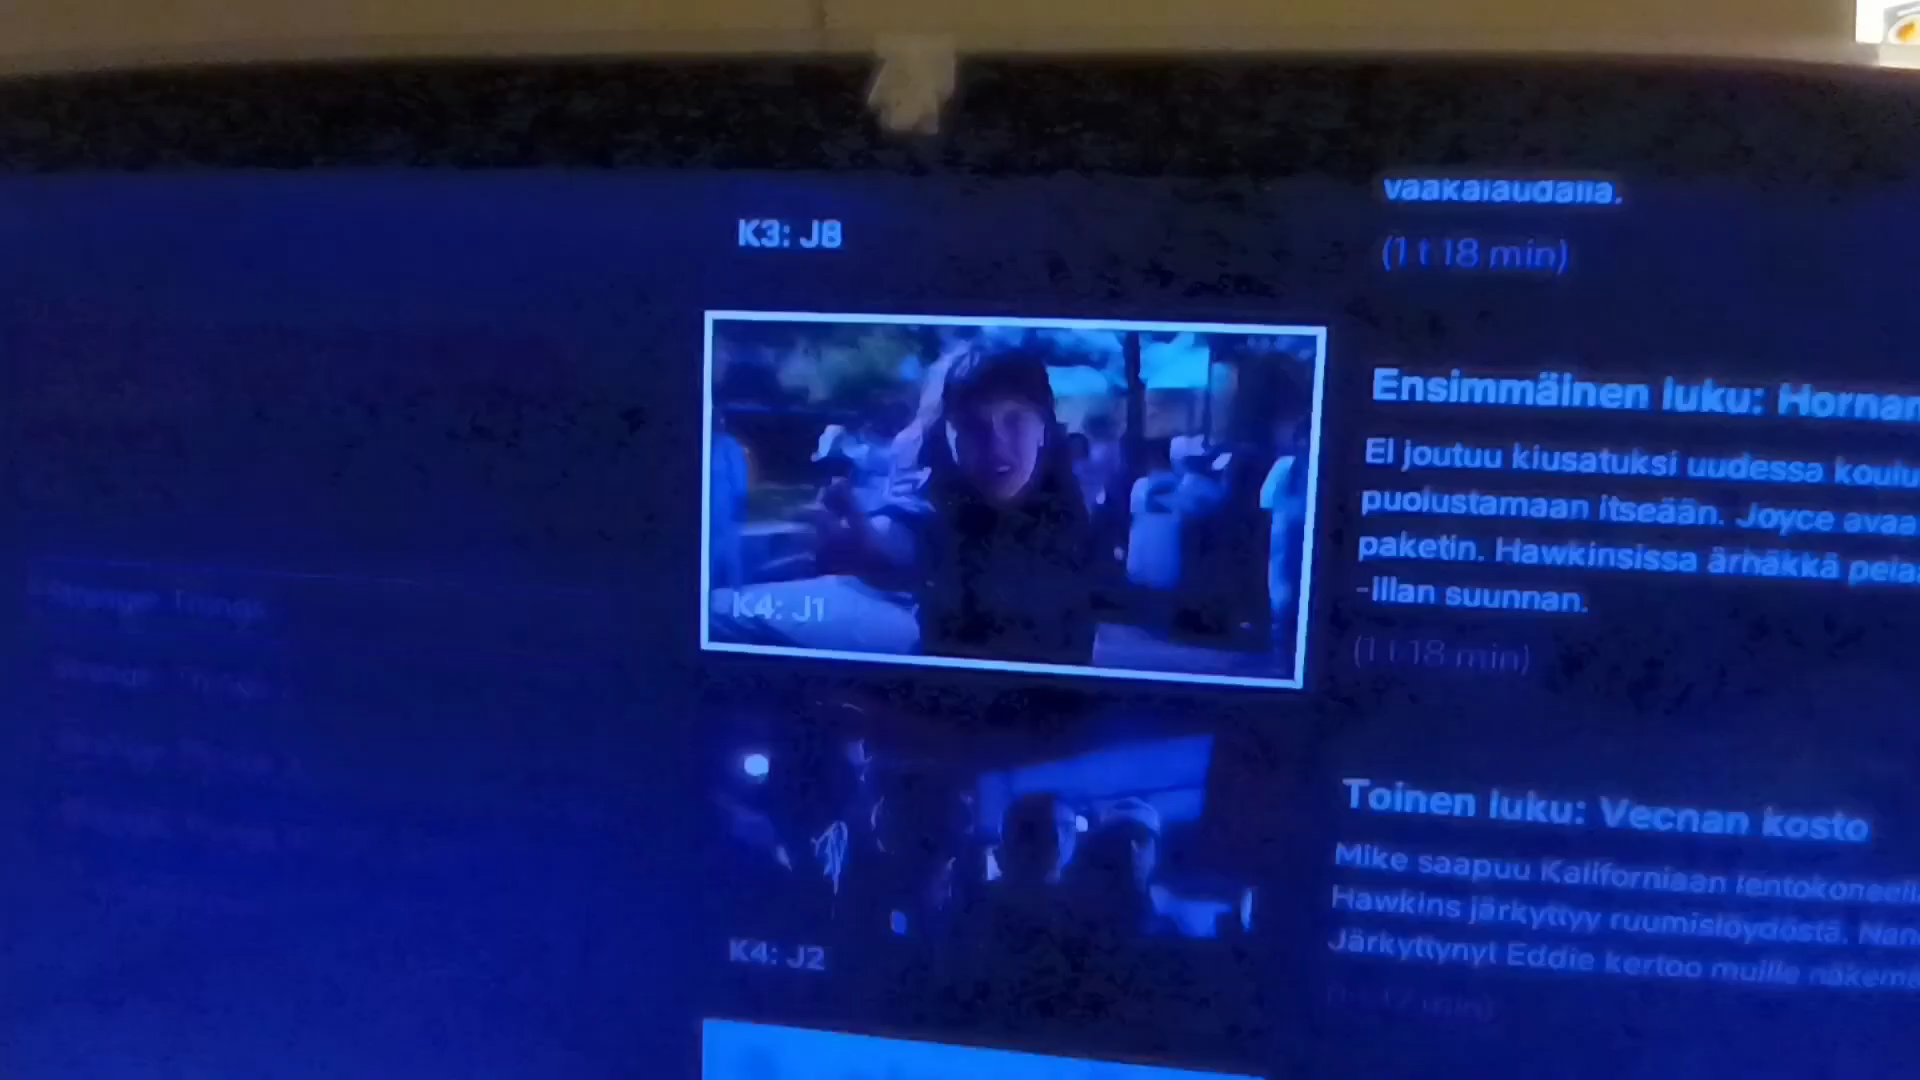 vaakalaudalla.
K3: J8
(1 t 18 min)
Ensimmäinen luku: Hornan
El joutuu kiusatuksi uudessa koulu
puolustamaan itseään. Joyce avaa
paketin. Hawkinsissa ärhäkkä pela
-illan suunnan.
K4: J1
(1 t 18 min)
Toinen luku: Vecnan kosto
Mike saapuu Kaliforniaan lentokoneell
Hawkins järkyttyy ruumislöydöstä. Nan
Järkyttynyt Eddie kertoo muille näkemä
K4: J2